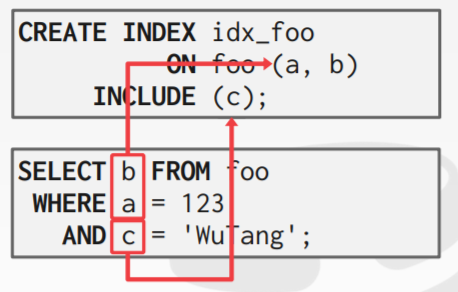 CREATE INDEX idx_foo
ON foo (a, b)
INCLUDE (c);
SELECT b FROM foo
WHERE a = 123
AND c = 'WuTang';